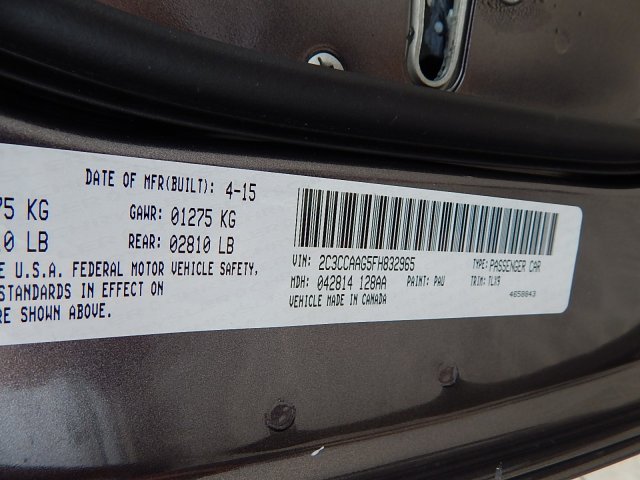 DATE OF MFR(BUILT): 4-15
75 KG GAWR: 01275 KG
0 LB REAR: 02810 LB
E U.S.A. FEDERAL MOTOR VEHICLE SAFETY,
STANDARDS IN EFFECT ON
RE SHOWN ABOVE.
VIN: 2C3CCAAG5FH832965 TYPE: PASSENGER CAR
MDH: 042814 128AA PAINT: PAU TRIM: TLX9
VEHICLE MADE IN CANADA 4658843